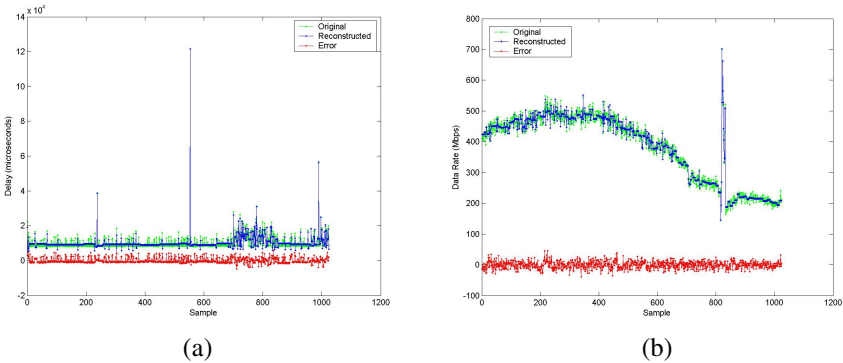 x 10⁴
14
12
10
8
6
4
2
0
-2
0 200 400 600 800 1000 1200
Delay (microseconds)
Sample
Original
Reconstructed
Error
(a)
800
700
600
500
400
300
200
100
0
-100
0 200 400 600 800 1000 1200
Data Rate (Mbps)
Sample
Original
Reconstructed
Error
(b)